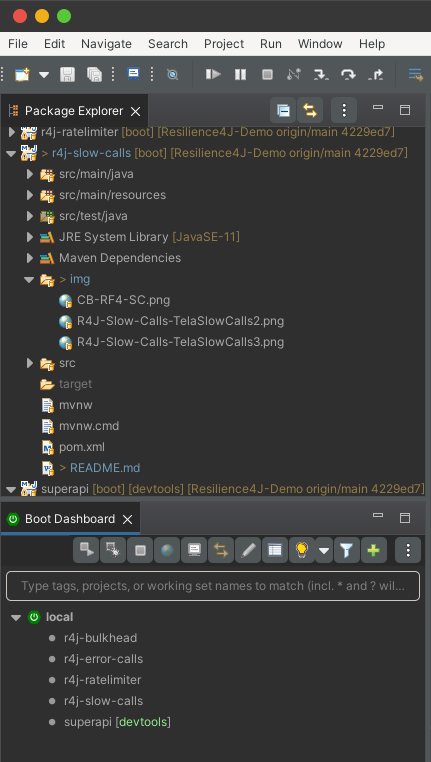 File Edit Navigate Search Project Run Window Help
Package Explorer
r4j-ratelimiter [boot] [Resilience4J-Demo origin/main 4229ed7]
> r4j-slow-calls [boot] [Resilience4J-Demo origin/main 4229ed7]
src/main/java
src/main/resources
src/test/java
JRE System Library [JavaSE-11]
Maven Dependencies
> img
CB-RF4-SC.png
R4J-Slow-Calls-TelaSlowCalls2.png
R4J-Slow-Calls-TelaSlowCalls3.png
src
target
mvnw
mvnw.cmd
pom.xml
> README.md
superapi [boot] [devtools] [Resilience4J-Demo origin/main 4229ed7]
Boot Dashboard
Type tags, projects, or working set names to match (incl. * and ? wil...
local
r4j-bulkhead
r4j-error-calls
r4j-ratelimiter
r4j-slow-calls
superapi [devtools]